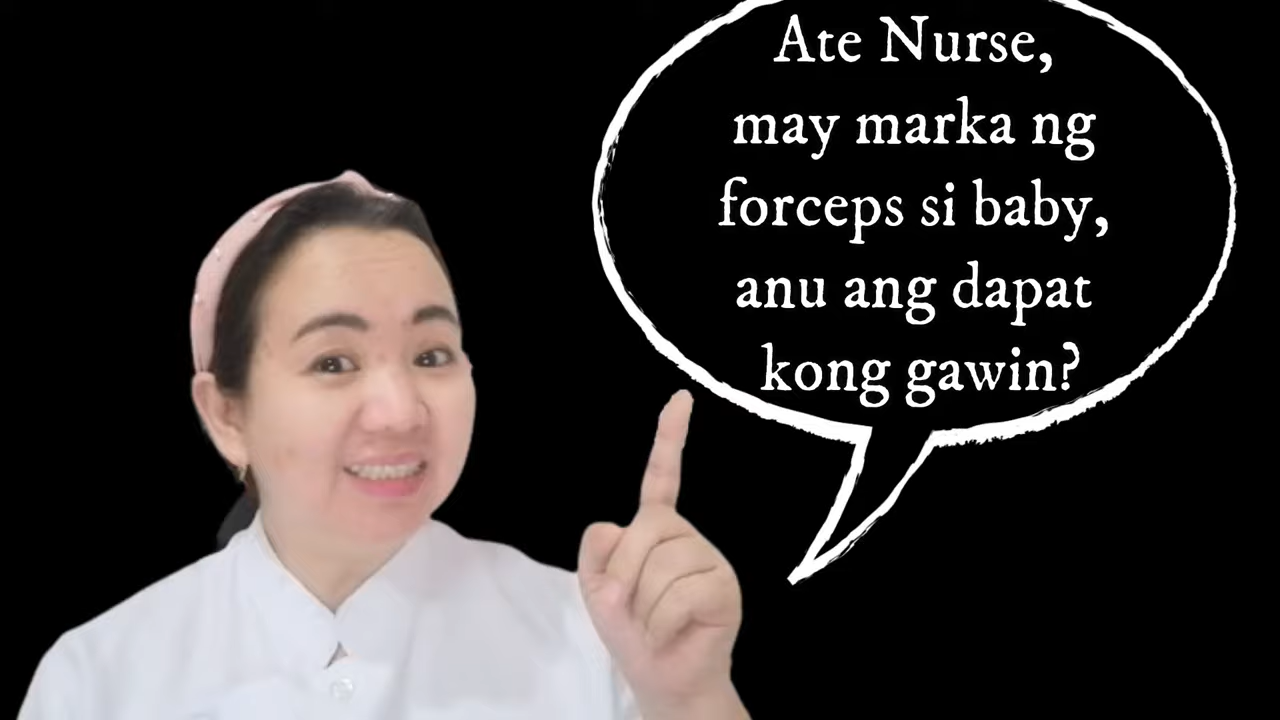 Ate Nurse,
may marka ng
forceps si baby,
anu ang dapat
kong gawin?